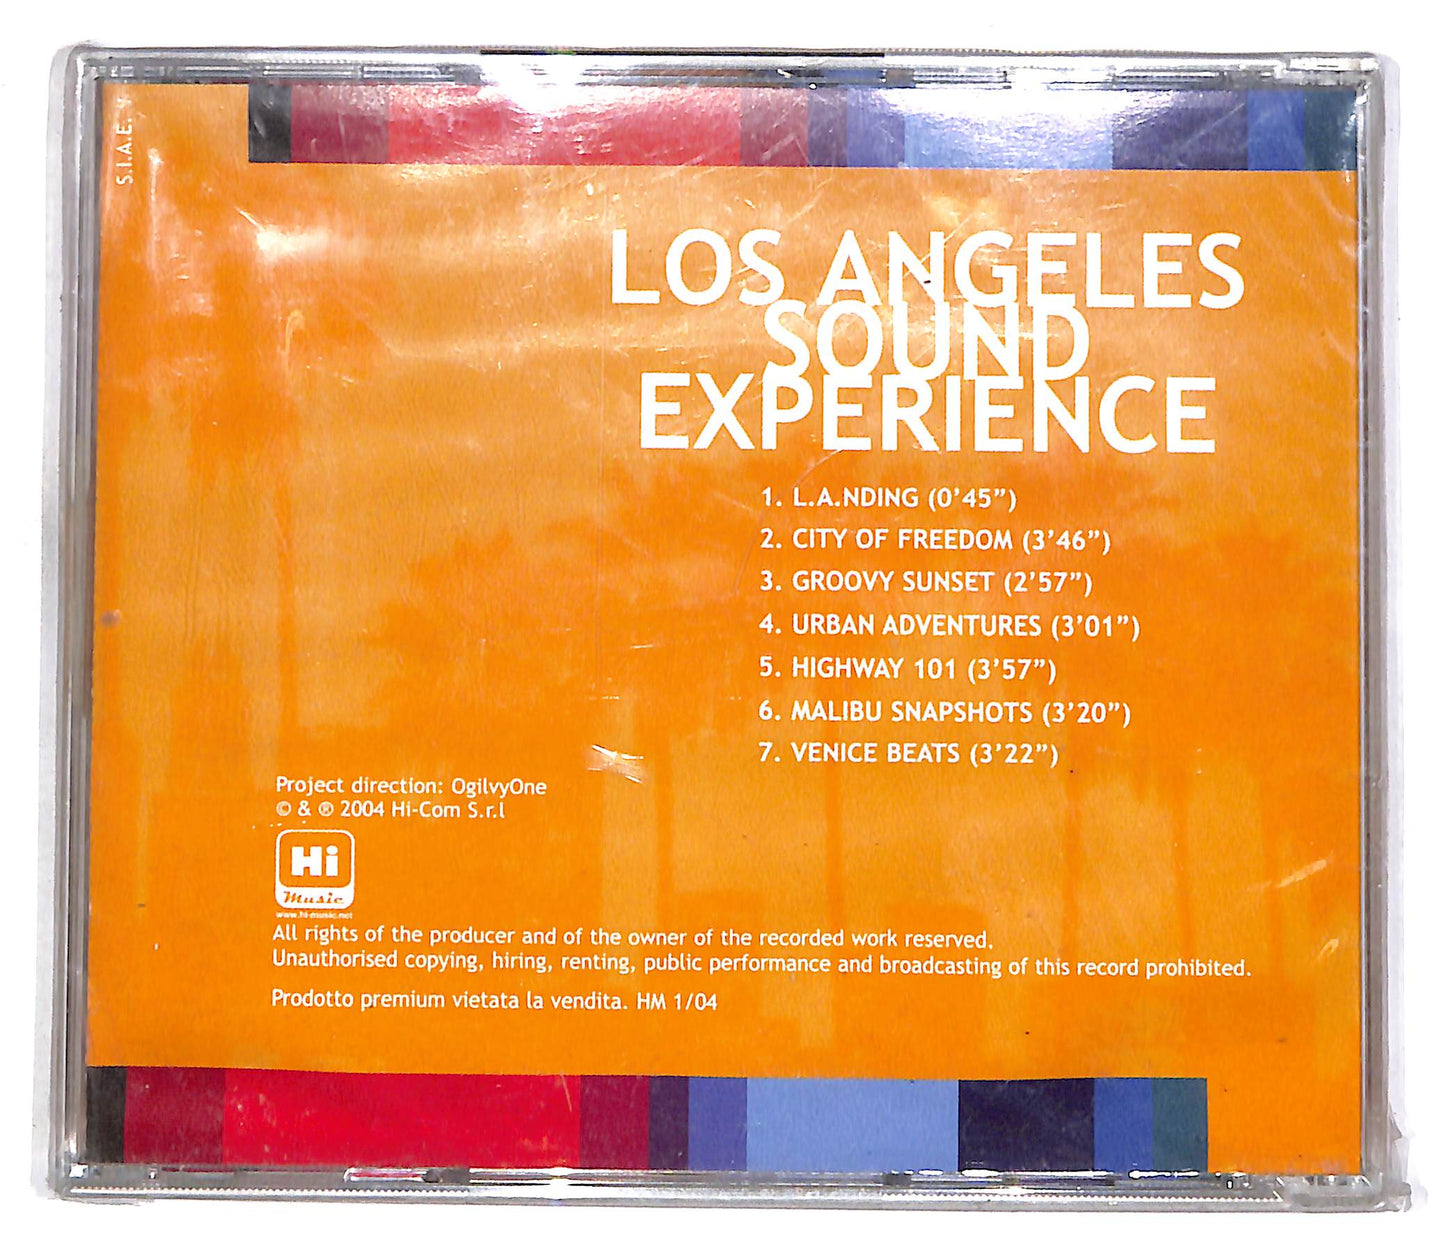 S.I.A.E.
LOS ANGELES
SOUND
EXPERIENCE
1. L.A.NDING (0'45”)
2. CITY OF FREEDOM (3'46”)
3. GROOVY SUNSET (2'57”)
4. URBAN ADVENTURES (3'01”)
5. HIGHWAY 101 (3'57”)
6. MALIBU SNAPSHOTS (3'20”)
7. VENICE BEATS (3'22”)
Project direction: OgilvyOne
© & ® 2004 Hi-Com S.r.l
Hi
Music
www.hi-music.net
All rights of the producer and of the owner of the recorded work reserved.
Unauthorised copying, hiring, renting, public performance and broadcasting of this record prohibited.
Prodotto premium vietata la vendita. HM 1/04